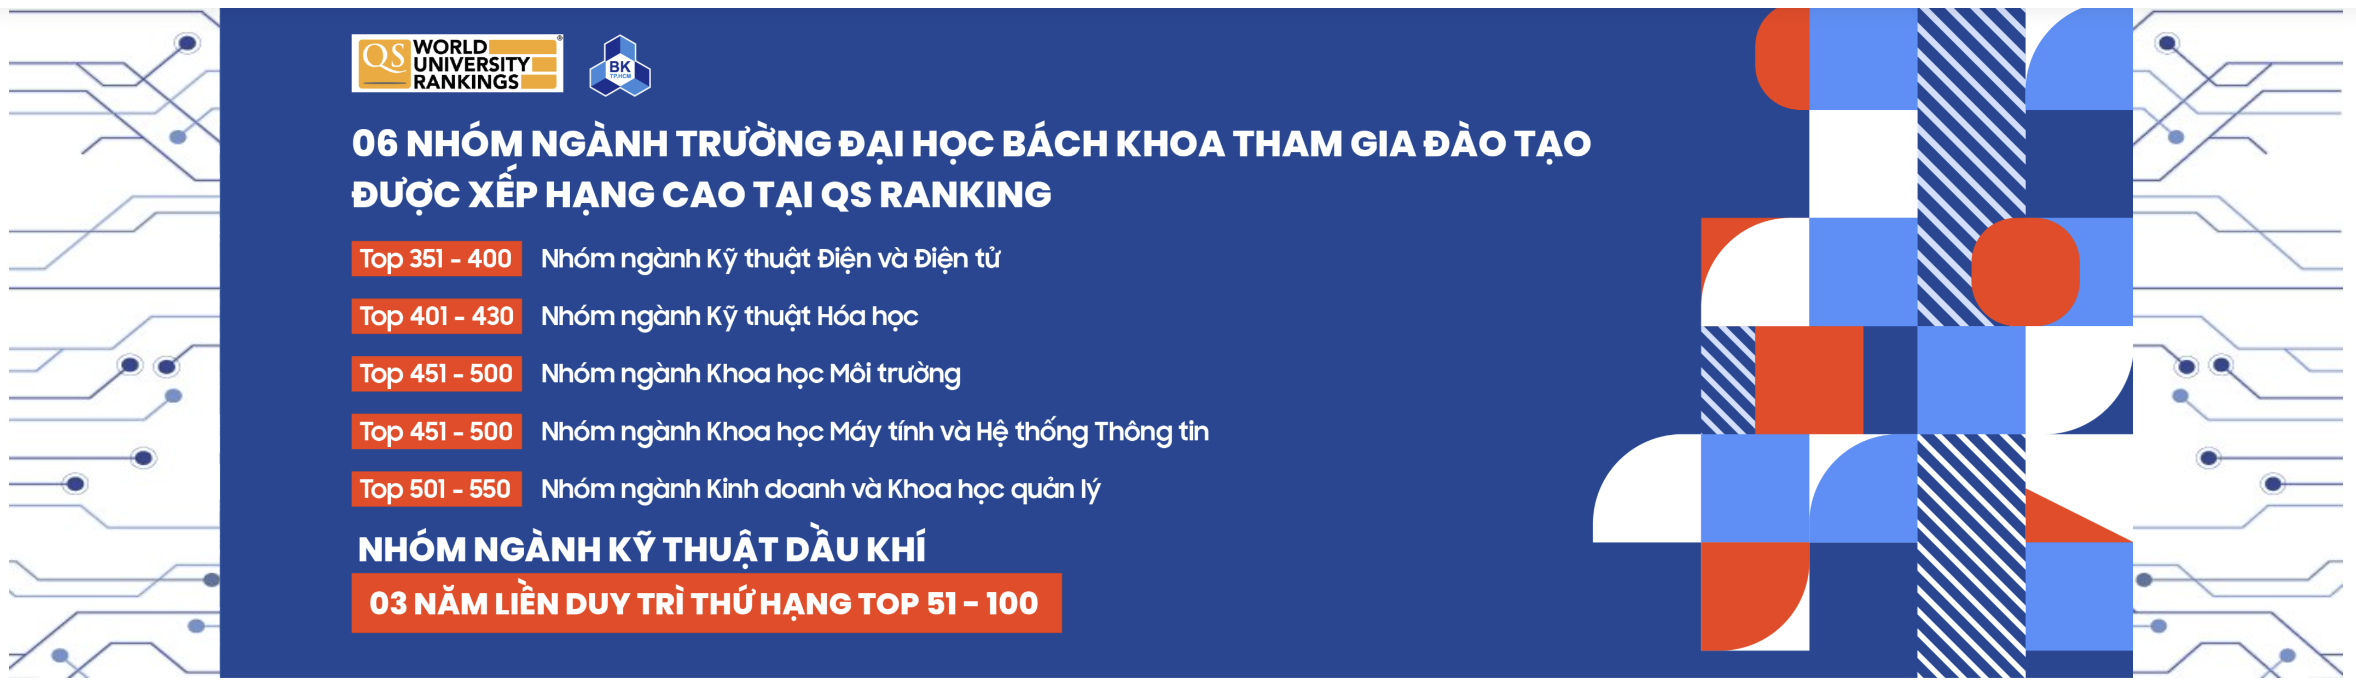 QS WORLD UNIVERSITY RANKINGS
BK
TP.HCM
06 NHÓM NGÀNH TRƯỜNG ĐẠI HỌC BÁCH KHOA THAM GIA ĐÀO TẠO
ĐƯỢC XẾP HẠNG CAO TẠI QS RANKING
Top 351 - 400 Nhóm ngành Kỹ thuật Điện và Điện tử
Top 401 - 430 Nhóm ngành Kỹ thuật Hóa học
Top 451 - 500 Nhóm ngành Khoa học Môi trường
Top 451 - 500 Nhóm ngành Khoa học Máy tính và Hệ thống Thông tin
Top 501 - 550 Nhóm ngành Kinh doanh và Khoa học quản lý
NHÓM NGÀNH KỸ THUẬT DẦU KHÍ
03 NĂM LIỀN DUY TRÌ THỨ HẠNG TOP 51 – 100